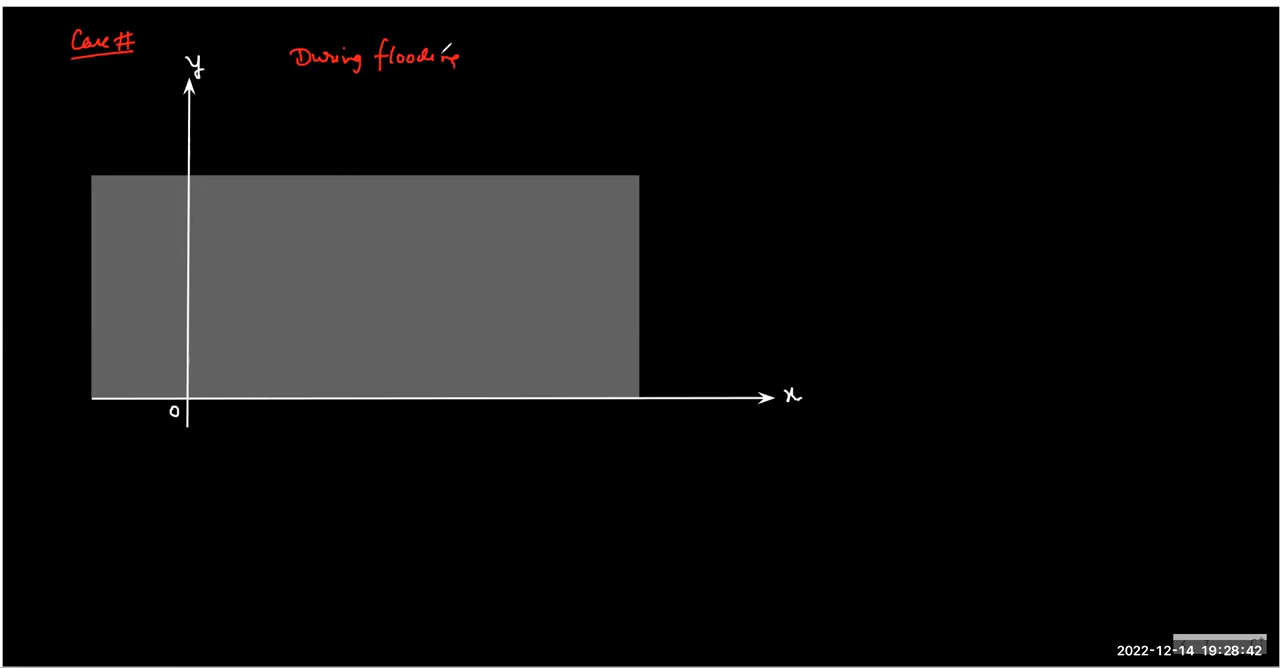 Case #
During flooding
y
x
0
2022-12-14 19:28:42